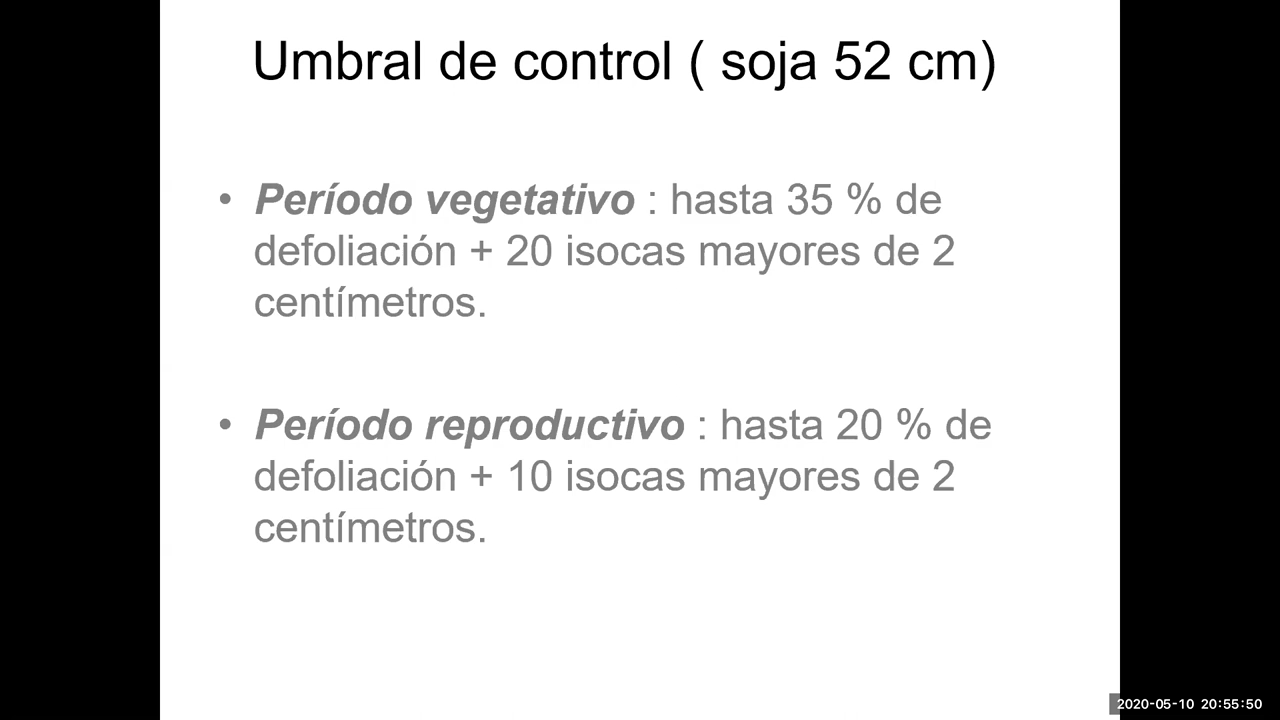 Umbral de control ( soja 52 cm)
• Período vegetativo : hasta 35 % de
defoliación + 20 isocas mayores de 2
centímetros.
• Período reproductivo : hasta 20 % de
defoliación + 10 isocas mayores de 2
centímetros.
2020-05-10 20:55:50